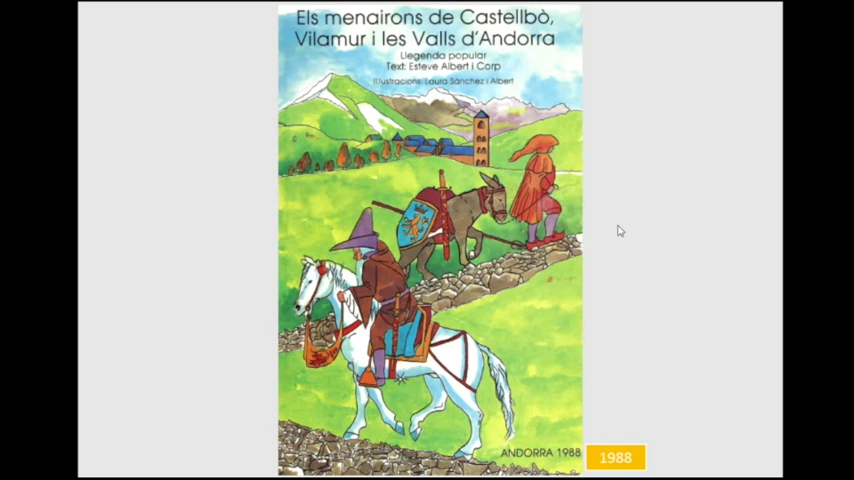 Els menairons de Castellbò,
Vilamur i les Valls d'Andorra
Llegenda popular
Text: Esteve Albert i Corp
Il·lustracions: Laura Sánchez i Albert
ANDORRA 1988
1988